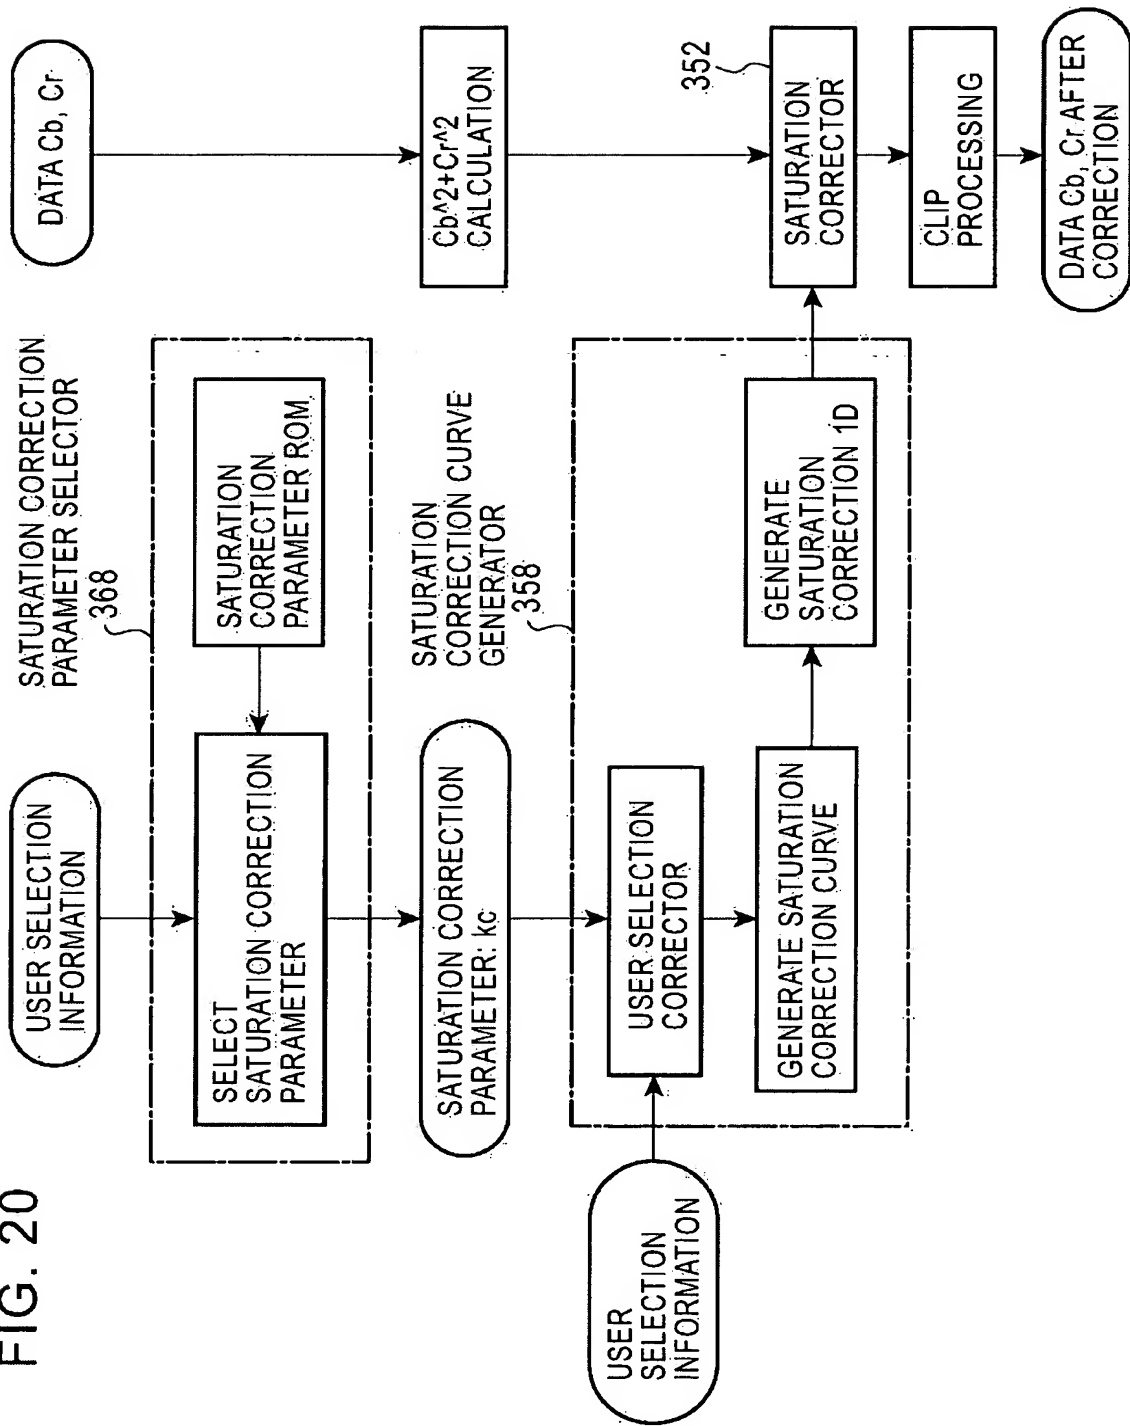 FIG. 20
USER SELECTION
INFORMATION
SATURATION CORRECTION
PARAMETER SELECTOR
368
DATA Cb, Cr
SELECT
SATURATION CORRECTION
PARAMETER
SATURATION
CORRECTION
PARAMETER ROM
SATURATION CORRECTION
PARAMETER: kc
SATURATION
CORRECTION CURVE
GENERATOR
358
Cb^2+Cr^2
CALCULATION
USER
SELECTION
INFORMATION
USER SELECTION
CORRECTOR
GENERATE SATURATION
CORRECTION CURVE
GENERATE
SATURATION
CORRECTION 1D
352
SATURATION
CORRECTOR
CLIP
PROCESSING
DATA Cb, Cr AFTER
CORRECTION